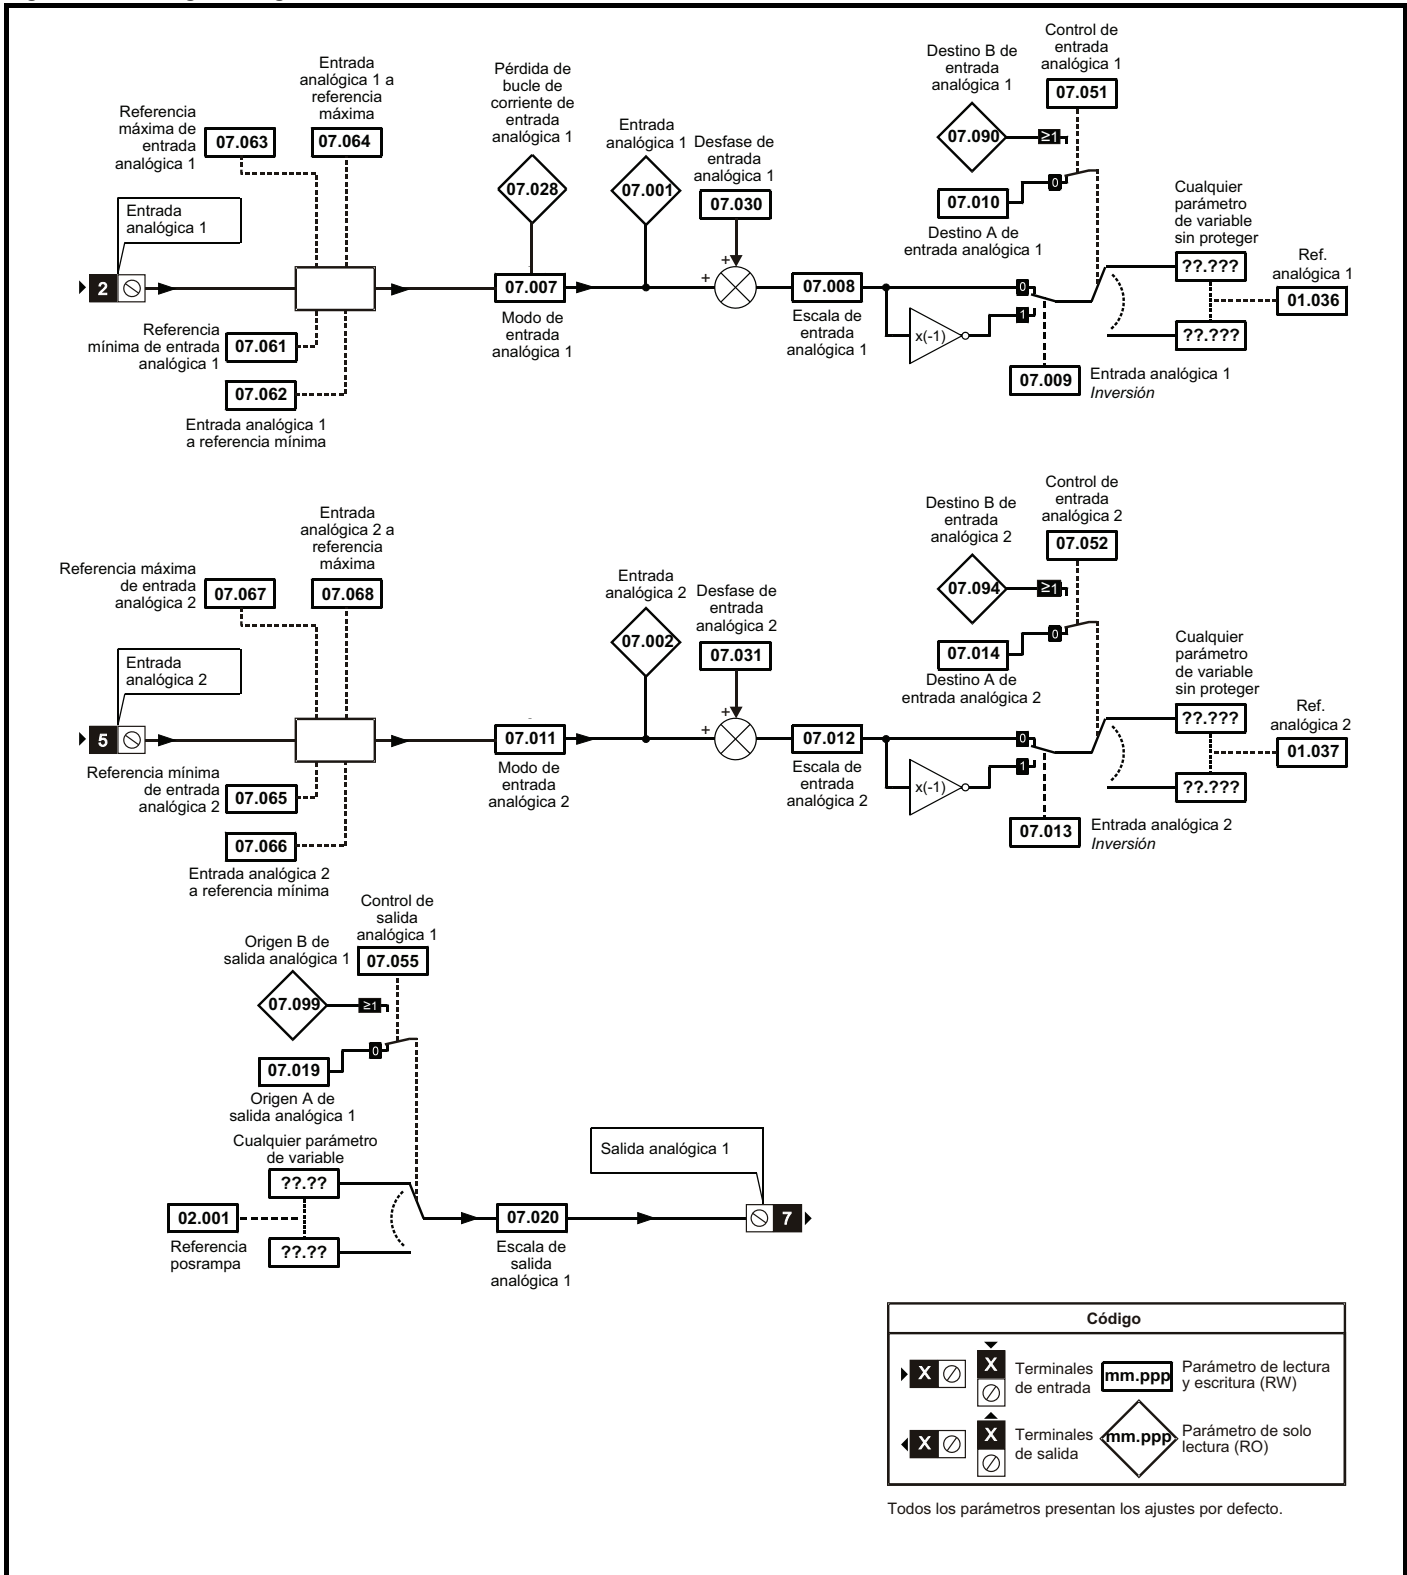 Referencia
máxima de
entrada
analógica 1
07.063
Entrada
analógica 1 a
referencia
máxima
07.064
Pérdida de
bucle de
corriente de
entrada
analógica 1
07.028
Entrada
analógica 1
07.001
Desfase de
entrada
analógica 1
07.030
Destino B de
entrada
analógica 1
07.090
≥1
Control de
entrada
analógica 1
07.051
0
07.010
Destino A de
entrada analógica 1
Cualquier
parámetro
de variable
sin proteger
??.???
Ref.
analógica 1
01.036
??.???
Entrada
analógica 1
2
07.007
Modo de
entrada
analógica 1
+
+
07.008
Escala de
entrada
analógica 1
x(-1)
0
1
07.009
Entrada analógica 1
Inversión
Referencia
mínima de entrada
analógica 1
07.061
07.062
Entrada analógica 1
a referencia mínima
Referencia máxima
de entrada
analógica 2
07.067
Entrada
analógica 2 a
referencia
máxima
07.068
Entrada
analógica 2
07.002
Desfase de
entrada
analógica 2
07.031
Destino B de
entrada
analógica 2
07.094
≥1
Control de
entrada
analógica 2
07.052
0
07.014
Destino A de
entrada analógica 2
Cualquier
parámetro
de variable
sin proteger
??.???
Ref.
analógica 2
01.037
??.???
Entrada
analógica 2
5
07.011
Modo de
entrada
analógica 2
+
+
07.012
Escala de
entrada
analógica 2
x(-1)
0
1
07.013
Entrada analógica 2
Inversión
Referencia mínima
de entrada
analógica 2
07.065
07.066
Entrada analógica 2
a referencia mínima
Control de
salida
analógica 1
07.055
Origen B de
salida analógica 1
07.099
≥1
0
07.019
Origen A de
salida analógica 1
Cualquier parámetro
de variable
??.??
02.001
Referencia
posrampa
??.??
07.020
Escala de
salida
analógica 1
Salida analógica 1
7
Código
X
X
Terminales
de entrada
mm.ppp
Parámetro de lectura
y escritura (RW)
X
X
Terminales
de salida
mm.ppp
Parámetro de solo
lectura (RO)
Todos los parámetros presentan los ajustes por defecto.